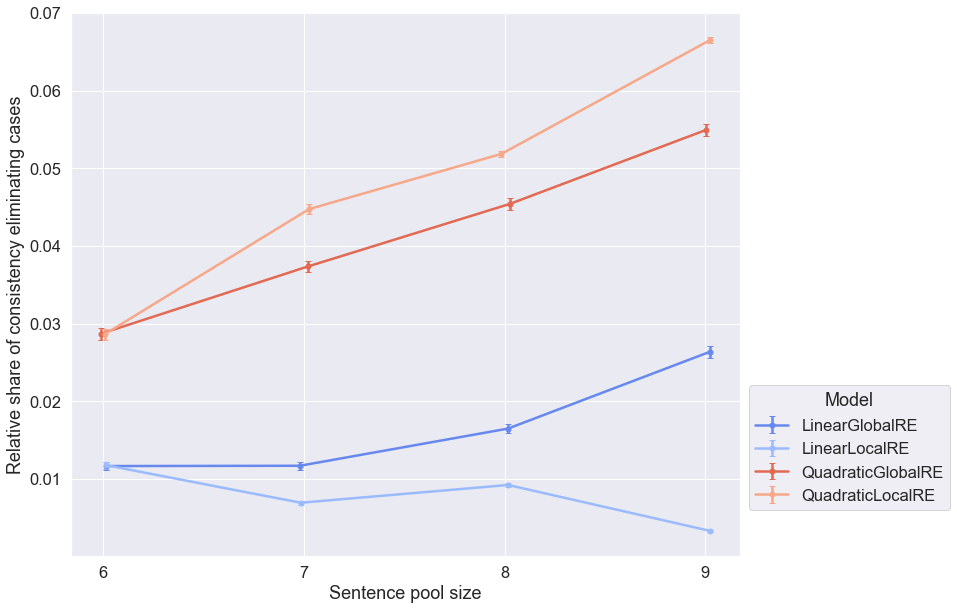 Relative share of consistency eliminating cases
0.07
0.06
0.05
0.04
0.03
0.02
0.01
6 7 8 9
Sentence pool size
Model
LinearGlobalRE
LinearLocalRE
QuadraticGlobalRE
QuadraticLocalRE